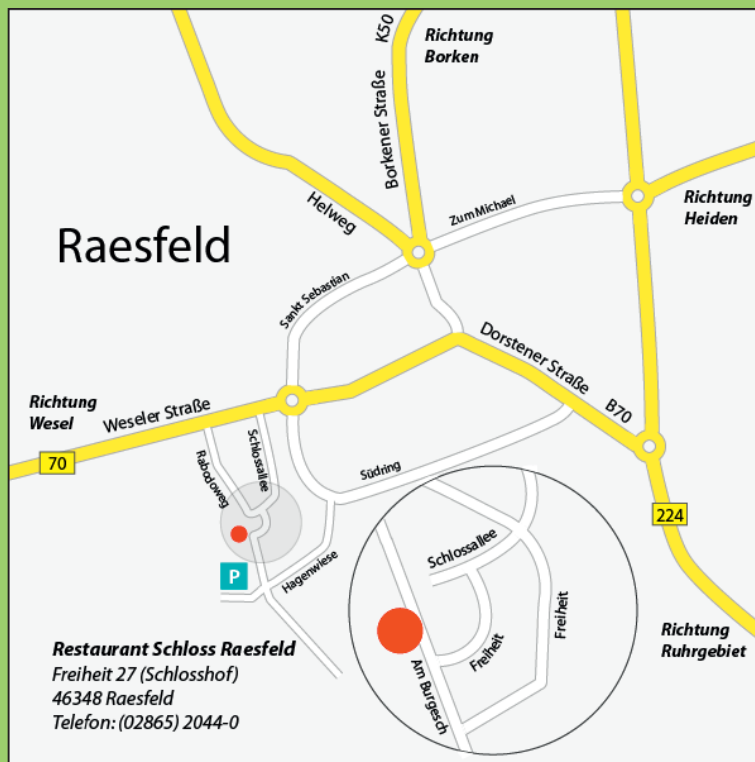 K50
Richtung
Borken
Borkener Straße
Zum Michael
Richtung
Heiden
Helweg
Raesfeld
Sankt Sebastian
Dorstener Straße
B70
Richtung
Wesel
Weseler Straße
70
Schlossallee
Rabodoweg
Südring
224
Schlossallee
P
Hagenwiese
Freiheit
Freiheit
Am Burgesch
Richtung
Ruhrgebiet
Restaurant Schloss Raesfeld
Freiheit 27 (Schlosshof)
46348 Raesfeld
Telefon: (02865) 2044-0